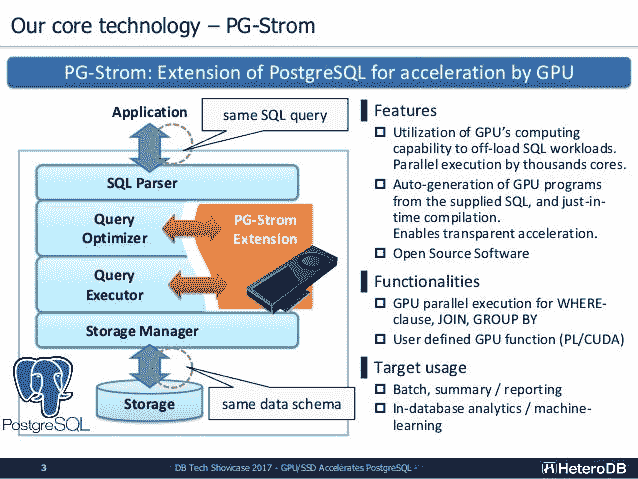 Our core technology – PG-Strom
PG-Strom: Extension of PostgreSQL for acceleration by GPU
Application
same SQL query
SQL Parser
Query
Optimizer
PG-Strom
Extension
Query
Executor
Storage Manager
Storage
same data schema
PostgreSQL
Features
Utilization of GPU's computing
capability to off-load SQL workloads.
Parallel execution by thousands cores.
Auto-generation of GPU programs
from the supplied SQL, and just-in-
time compilation.
Enables transparent acceleration.
Open Source Software
Functionalities
GPU parallel execution for WHERE-
clause, JOIN, GROUP BY
User defined GPU function (PL/CUDA)
Target usage
Batch, summary / reporting
In-database analytics / machine-
learning
3
DB Tech Showcase 2017 - GPU/SSD Accelerates PostgreSQL -
HeteroDB